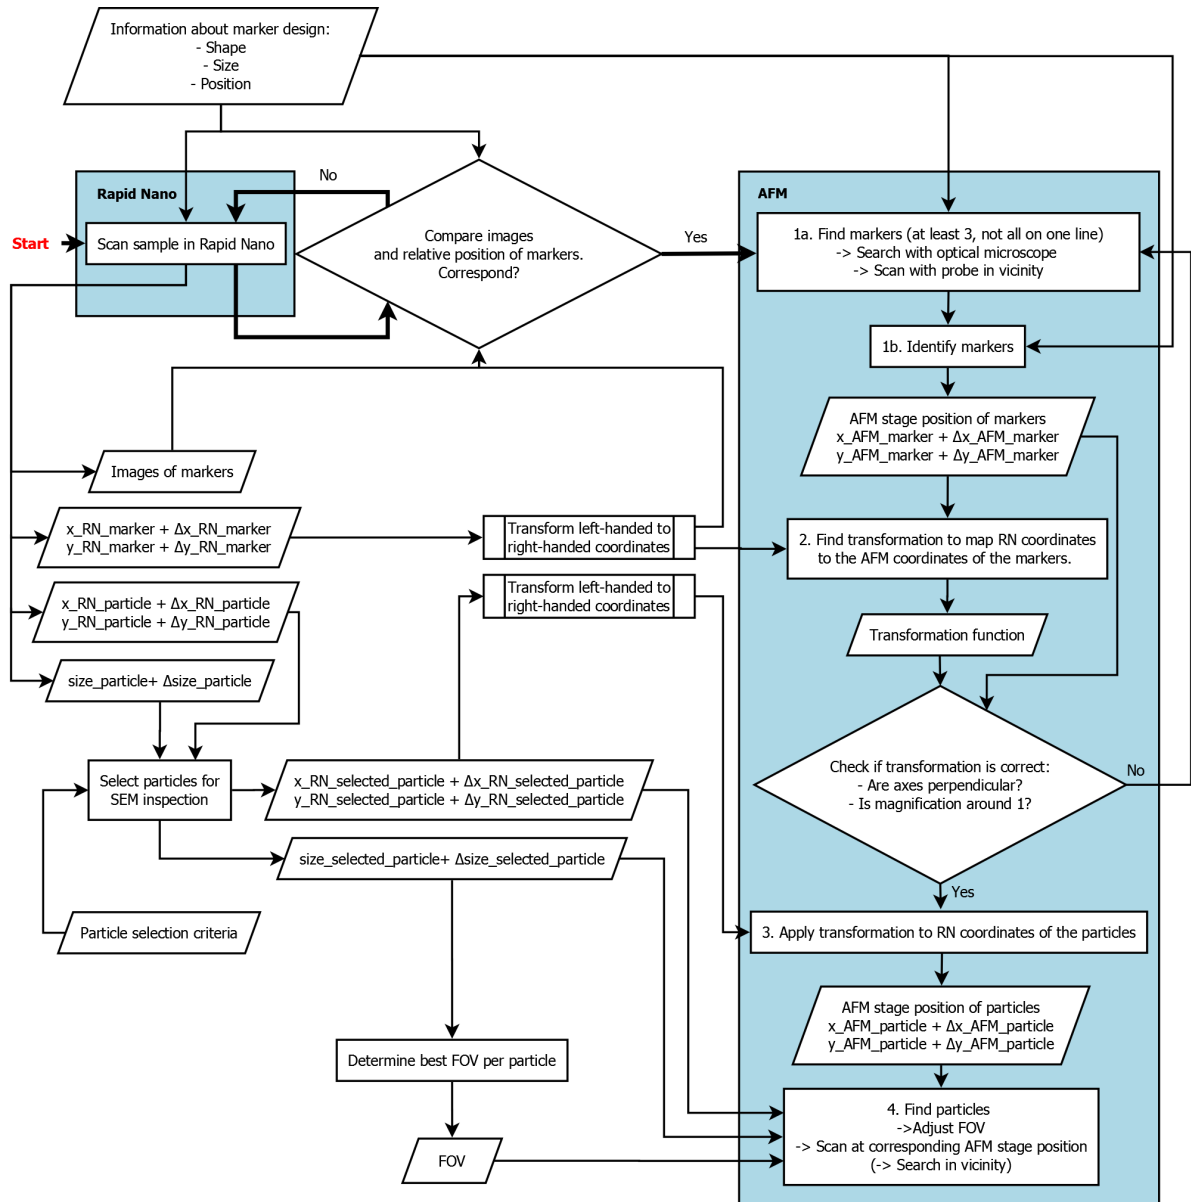 Information about marker design:
- Shape
- Size
- Position
Rapid Nano
No
AFM
Start
Scan sample in Rapid Nano
Compare images
and relative position of markers.
Correspond?
Yes
1a. Find markers (at least 3, not all on one line)
-> Search with optical microscope
-> Scan with probe in vicinity
1b. Identify markers
AFM stage position of markers
x_AFM_marker + Δx_AFM_marker
y_AFM_marker + Δy_AFM_marker
Images of markers
x_RN_marker + Δx_RN_marker
y_RN_marker + Δy_RN_marker
Transform left-handed to
right-handed coordinates
2. Find transformation to map RN coordinates
to the AFM coordinates of the markers.
x_RN_particle + Δx_RN_particle
y_RN_particle + Δy_RN_particle
Transform left-handed to
right-handed coordinates
Transformation function
size_particle+ Δsize_particle
Select particles for
SEM inspection
x_RN_selected_particle + Δx_RN_selected_particle
y_RN_selected_particle + Δy_RN_selected_particle
Check if transformation is correct:
- Are axes perpendicular?
- Is magnification around 1?
No
size_selected_particle+ Δsize_selected_particle
Yes
Particle selection criteria
3. Apply transformation to RN coordinates of the particles
AFM stage position of particles
x_AFM_particle + Δx_AFM_particle
y_AFM_particle + Δy_AFM_particle
Determine best FOV per particle
4. Find particles
->Adjust FOV
-> Scan at corresponding AFM stage position
(-> Search in vicinity)
FOV